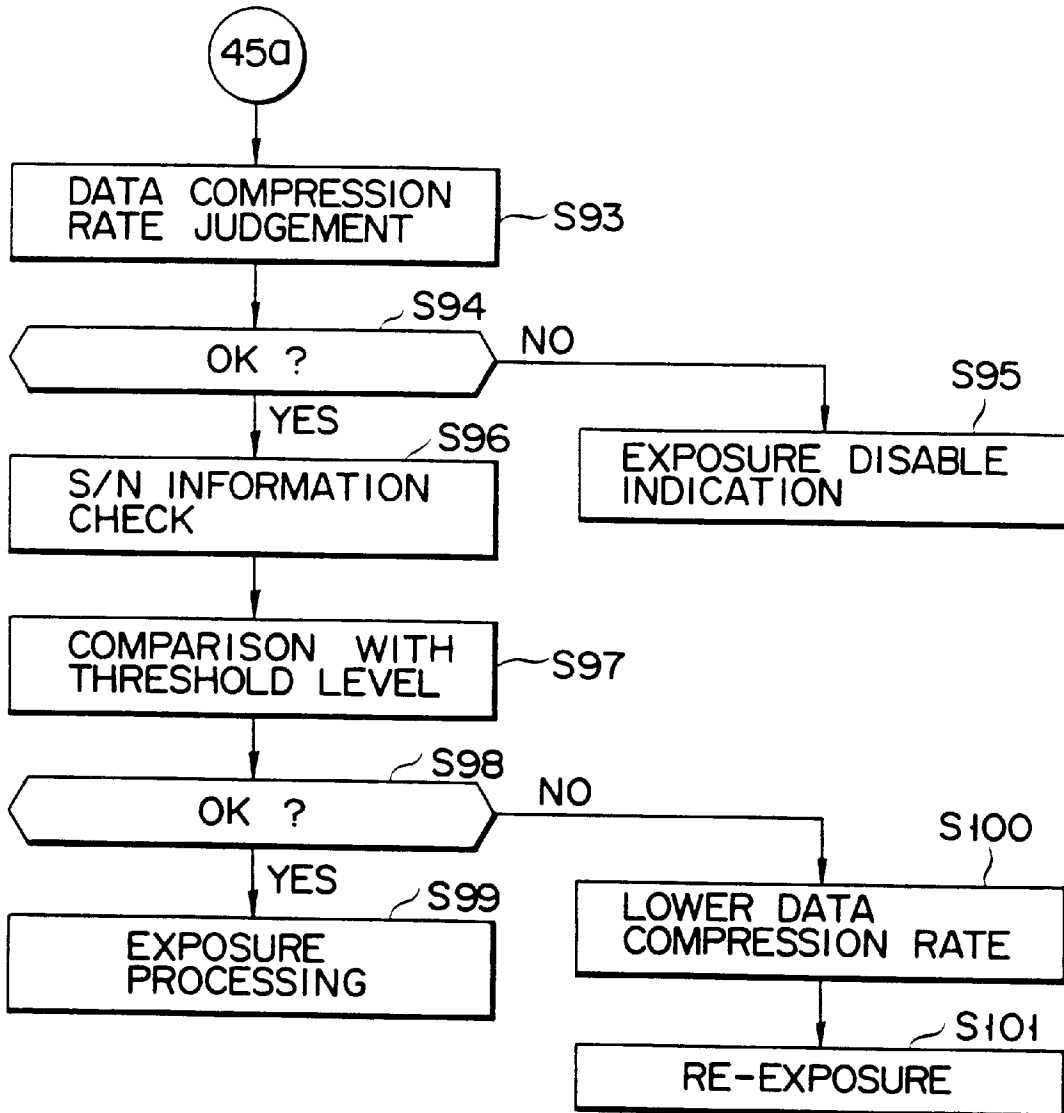 45a
DATA COMPRESSION
RATE JUDGEMENT
S93
S94
OK ?
NO
YES
S95
EXPOSURE DISABLE
INDICATION
S96
S/N INFORMATION
CHECK
COMPARISON WITH
THRESHOLD LEVEL
S97
S98
OK ?
NO
YES
S99
EXPOSURE
PROCESSING
S100
LOWER DATA
COMPRESSION RATE
S101
RE-EXPOSURE